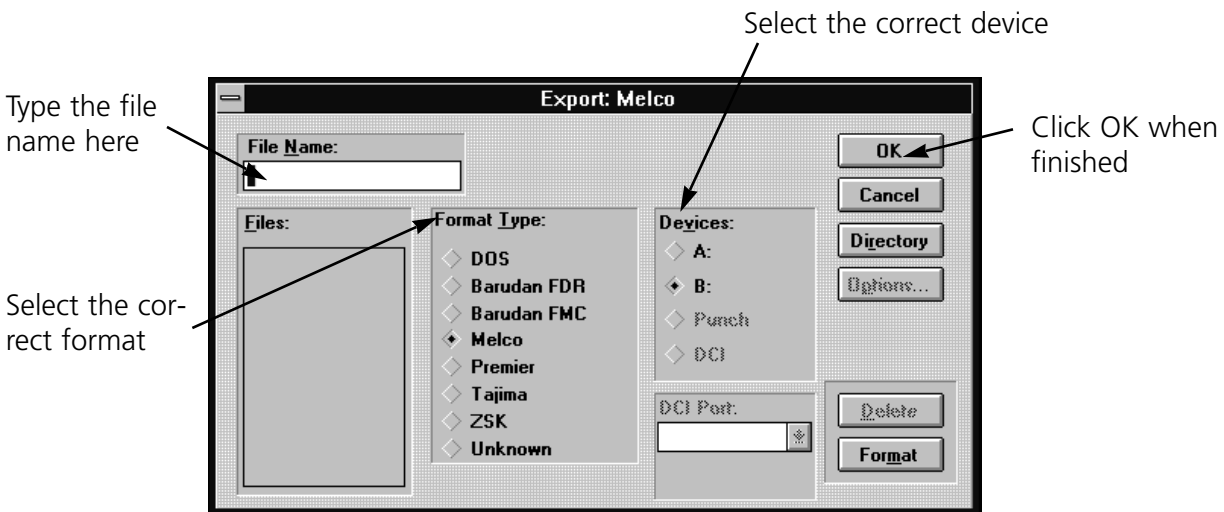 Select the correct device
Type the file
name here
Export: Melco
Click OK when
finished
File Name:
OK
Cancel
Directory
Options...
Files:
Format Type:
DOS
Barudan FDR
Barudan FMC
Melco
Premier
Tajima
ZSK
Unknown
Devices:
A:
B:
Punch
DCI
Select the cor-
rect format
DCI Port:
Delete
Format